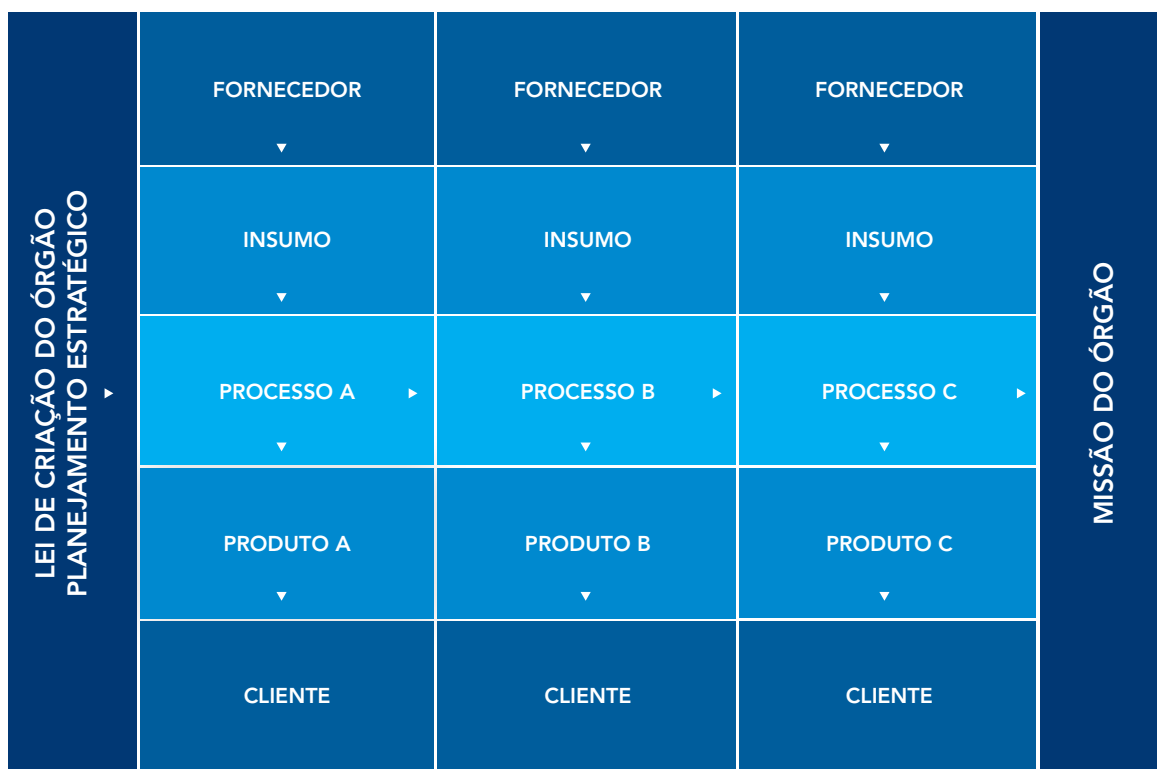 LEI DE CRIAÇÃO DO ÓRGÃO
PLANEJAMENTO ESTRATÉGICO
FORNECEDOR
FORNECEDOR
FORNECEDOR
INSUMO
INSUMO
INSUMO
PROCESSO A
PROCESSO B
PROCESSO C
PRODUTO A
PRODUTO B
PRODUTO C
CLIENTE
CLIENTE
CLIENTE
MISSÃO DO ÓRGÃO